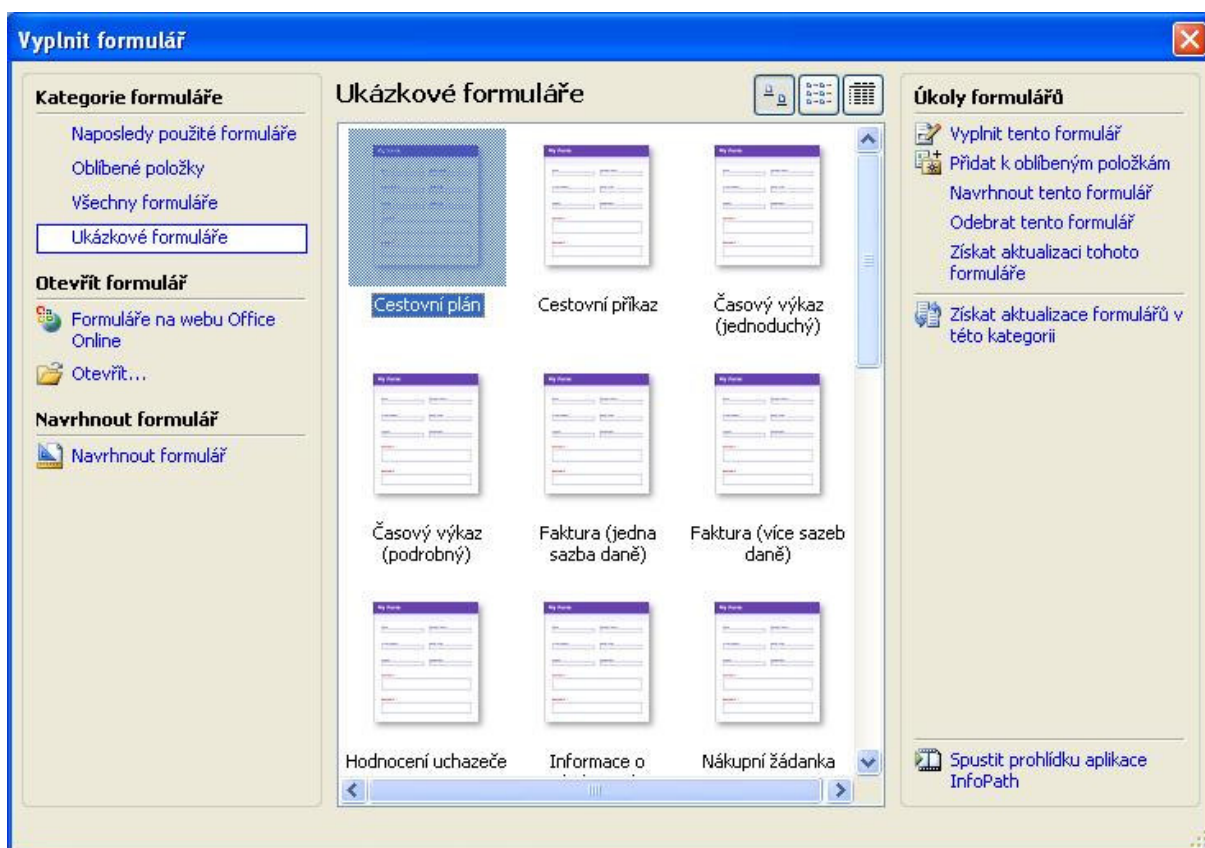 Vyplnit formulář
Kategorie formuláře
Naposledy použité formuláře
Oblíbené položky
Všechny formuláře
Ukázkové formuláře
Otevřít formulář
Formuláře na webu Office
Online
Otevřít...
Navrhnout formulář
Navrhnout formulář
Ukázkové formuláře
Cestovní plán
Cestovní příkaz
Časový výkaz
(jednoduchý)
Časový výkaz
(podrobný)
Faktura (jedna
sazba daně)
Faktura (více sazeb
daně)
Hodnocení uchazeče
Informace o
Nákupní žádanka
Úkoly formulářů
Vyplnit tento formulář
Přidat k oblíbeným položkám
Navrhnout tento formulář
Odebrat tento formulář
Získat aktualizaci tohoto
formuláře
Získat aktualizace formulářů v
této kategorii
Spustit prohlídku aplikace
InfoPath